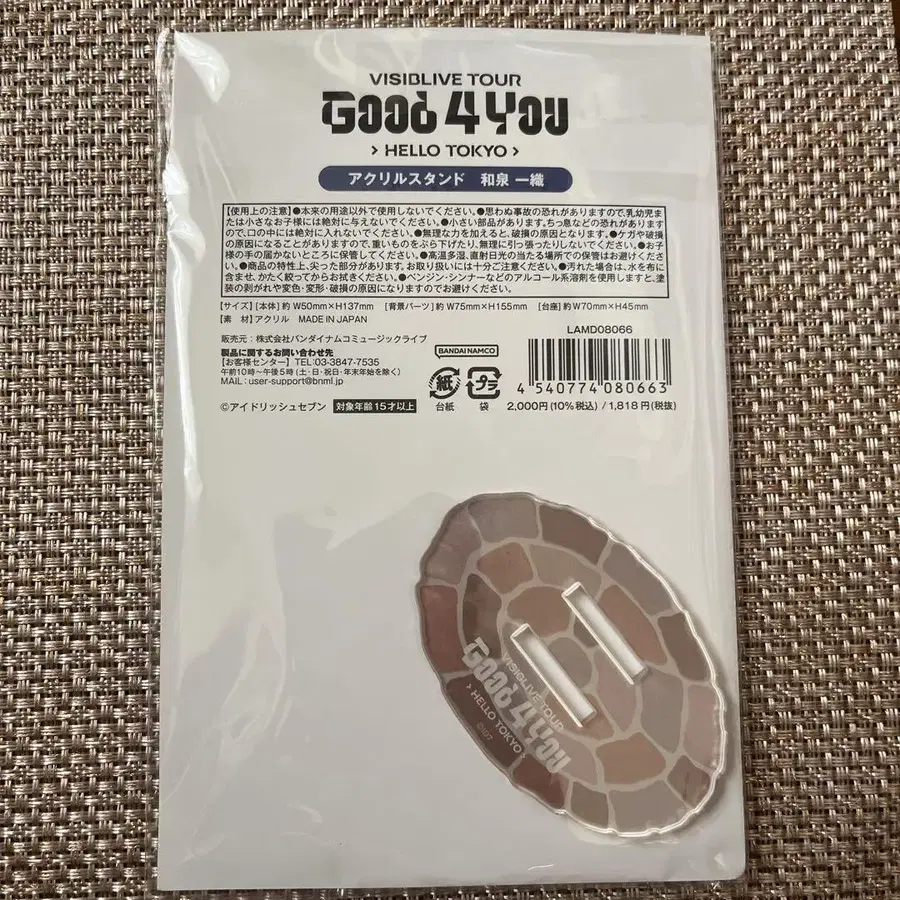 VISIBLIVE TOUR
Good 4 You
› HELLO TOKYO ›
アクリルスタンド 和泉 一織
【使用上の注意】●本来の用途以外で使用しないでください。●思わぬ事故の恐れがありますので、乳幼児ま
たは小さなお子様には絶対に与えないでください。●小さい部品があります。ちっ息などの恐れがありま
すので、口の中には絶対に入れないでください。●無理な力を加えると、破損の原因となります。●ケガや破損
の原因になることがありますので、重いものをぶら下げたり、無理に引っ張ったりしないでください。●お子
様の手の届かないところに保管してください。●高温多湿、直射日光の当たる場所での保管はお避けくださ
い。●商品の特性上、尖った部分があります。お取り扱いには十分ご注意ください。●汚れた場合は、水を布に
含ませ、かたく絞ってからお拭きください。●ベンジン・シンナーなどのアルコール系溶剤を使用しますと、塗
装の剥がれや変色・変形・破損の原因になりますのでお避けください。
【サイズ】[本体] 約 W50mm×H137mm [背景パーツ] 約 W75mm×H155mm [台座] 約 W70mm×H45mm
【素 材】アクリル MADE IN JAPAN
販売元：株式会社バンダイナムコミュージックライブ
製品に関するお問い合わせ先
【お客様センター】 TEL：03-3847-7535
午前10時～午後5時 (土・日・祝日・年末年始を除く)
MAIL：user-support@bnml.jp
©アイドリッシュセブン 対象年齢15才以上
BANDAI NAMCO
紙
台紙
プラ
袋
LAMD08066
4 540774 080663
2,000円(10%税込) / 1,818円(税抜)
VISIBLIVE TOUR
Good 4 You
› HELLO TOKYO ›
©ID7